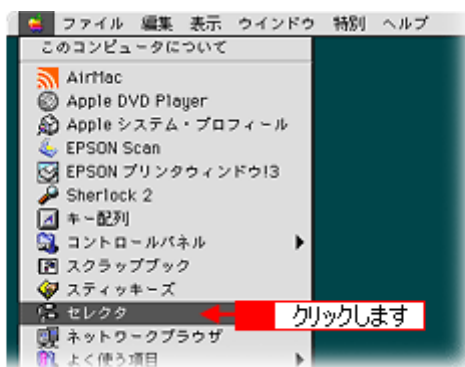 ファイル 編集 表示 ウインドウ 特別 ヘルプ
このコンピュータについて
AirMac
Apple DVD Player
Apple システム・プロフィール
EPSON Scan
EPSON プリンタウィンドウ!3
Sherlock 2
キー配列
コントロールパネル
スクラップブック
スティッキーズ
セレクタ クリックします
ネットワークブラウザ
よく使う項目